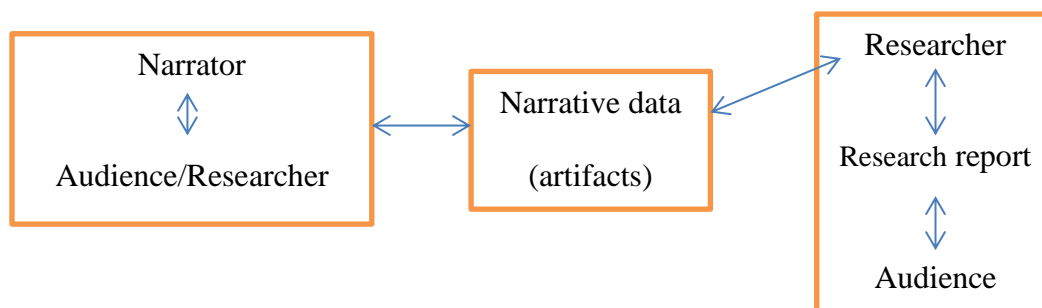 Narrator
Audience/Researcher
Narrative data
(artifacts)
Researcher
Research report
Audience